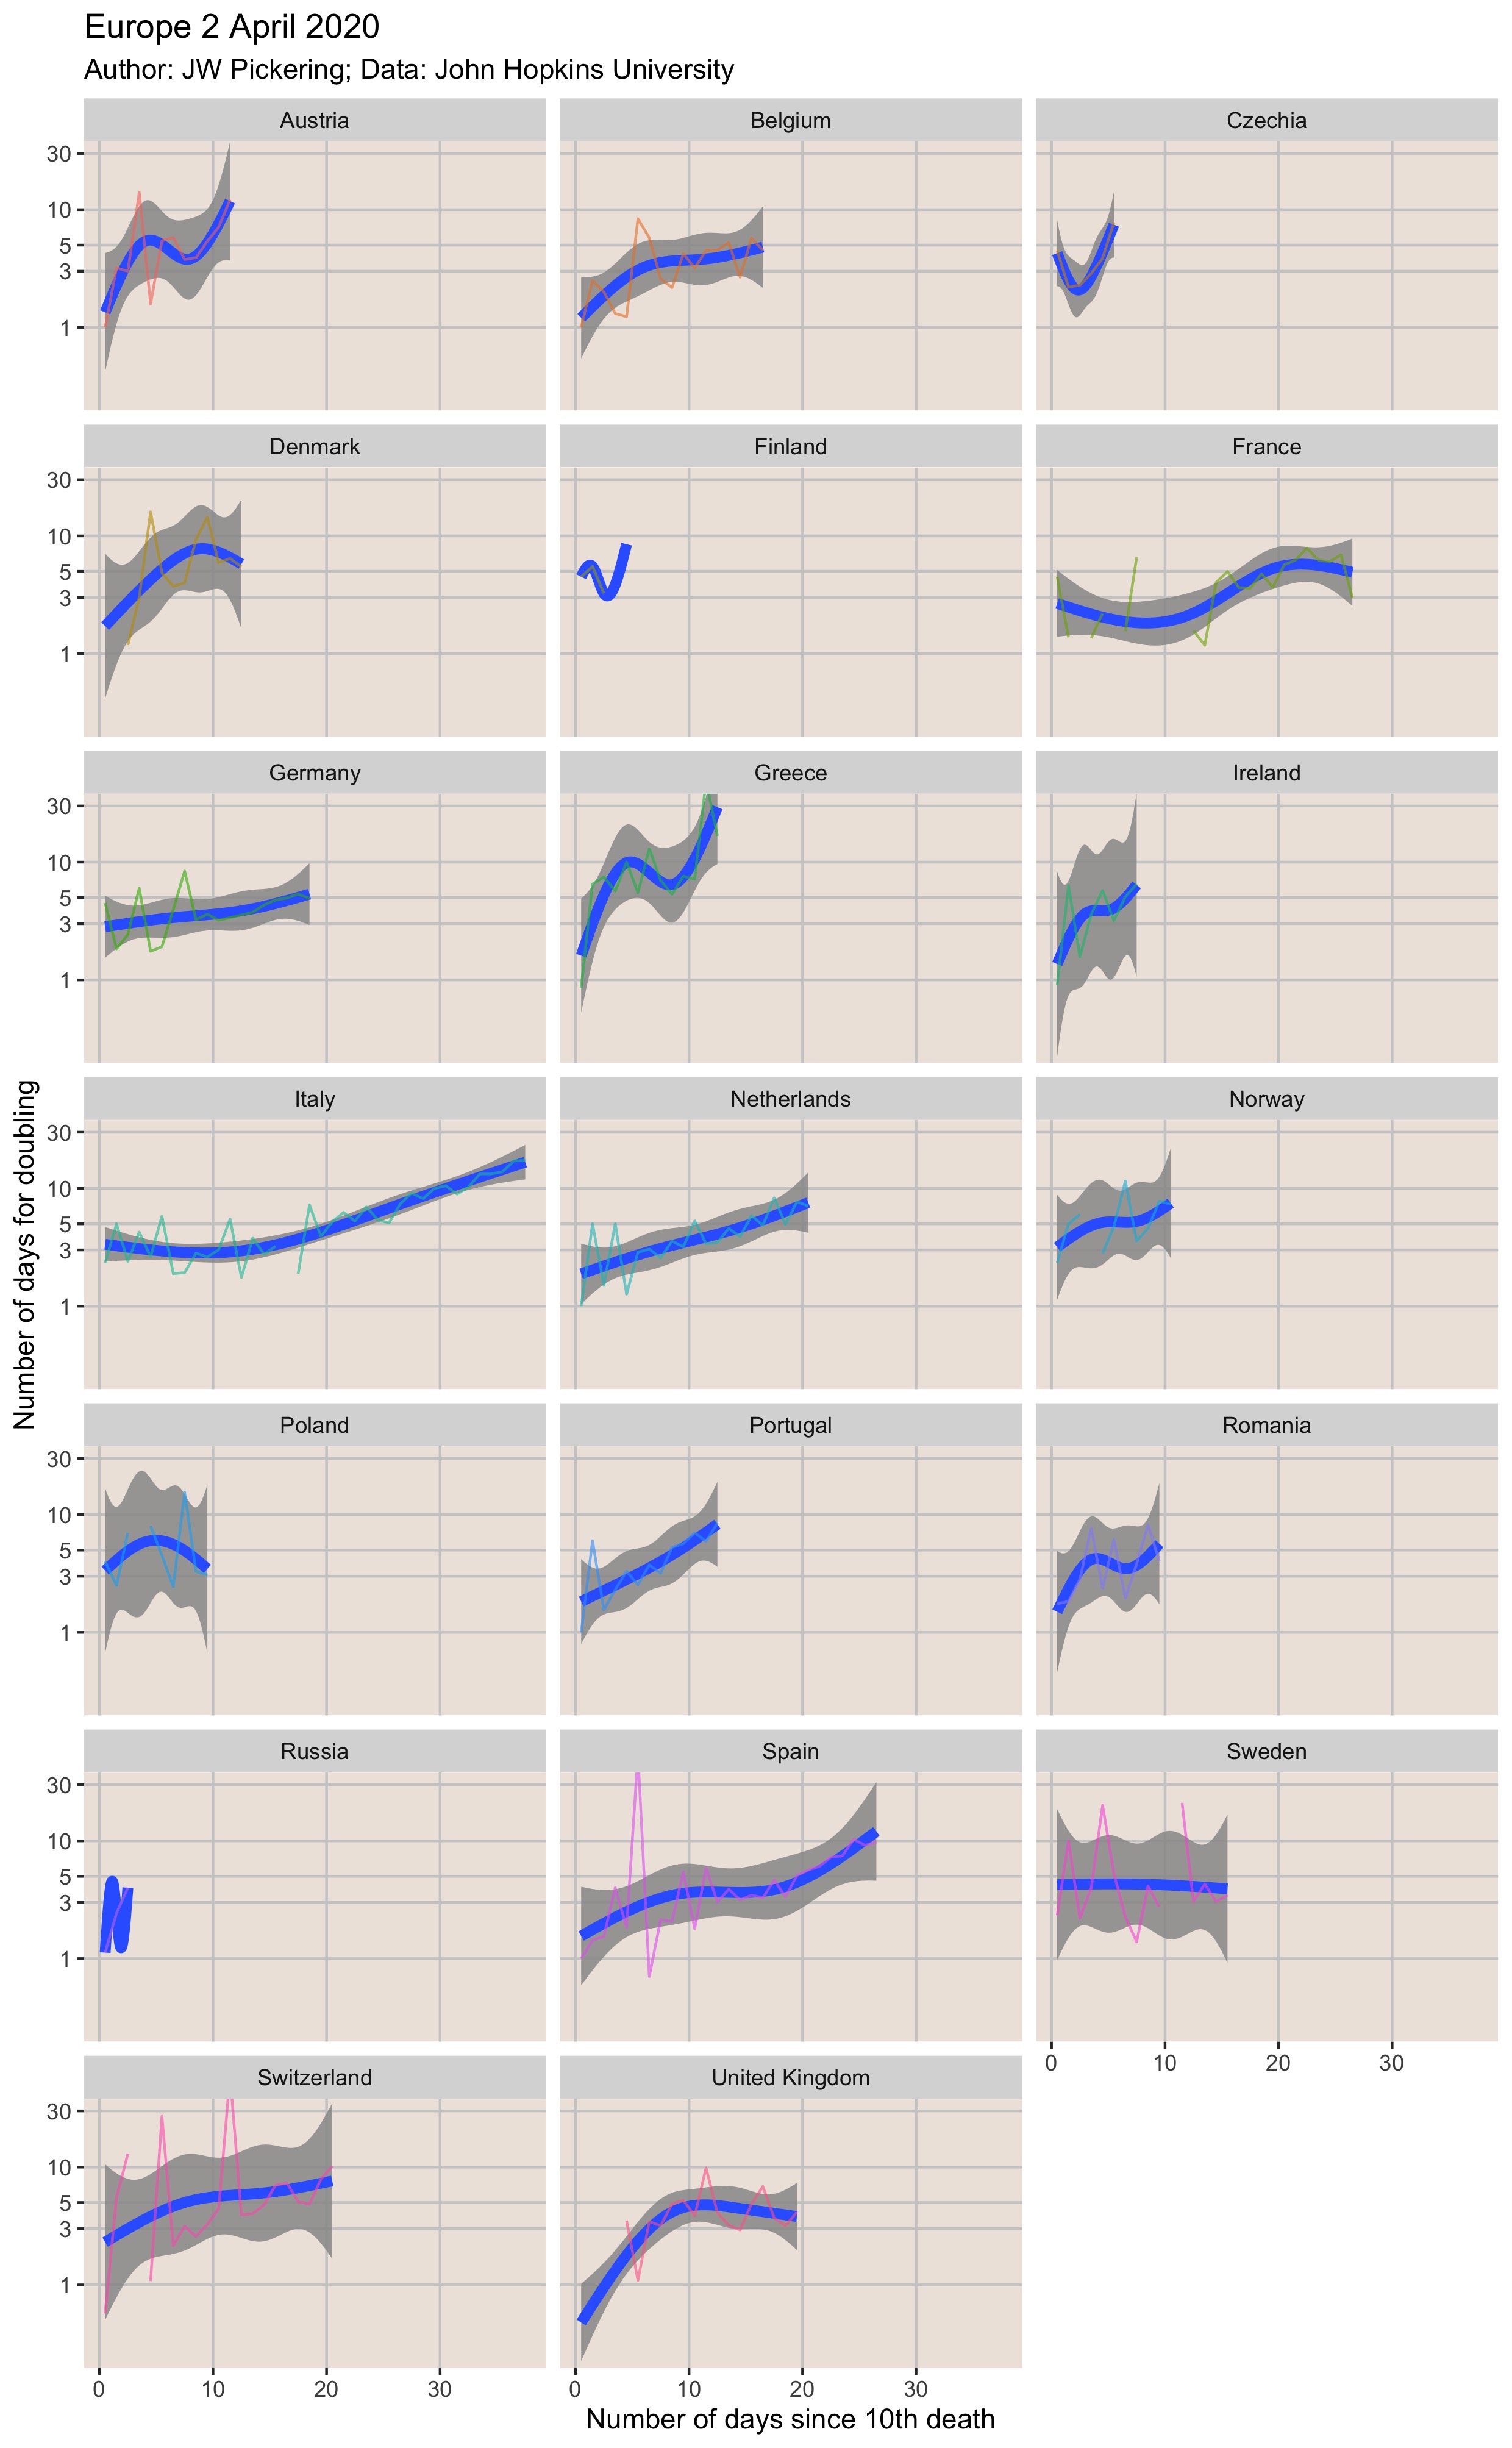 Europe 2 April 2020
Author: JW Pickering; Data: John Hopkins University
Austria Belgium Czechia
30
10
5
3
1
Denmark Finland France
30
10
5
3
1
Germany Greece Ireland
30
10
5
3
1
Italy Netherlands Norway
30
10
5
3
1
Number of days for doubling
Poland Portugal Romania
30
10
5
3
1
Russia Spain Sweden
30
10
5
3
1
0 10 20 30
Switzerland United Kingdom
30
10
5
3
1
0 10 20 30 0 10 20 30
Number of days since 10th death